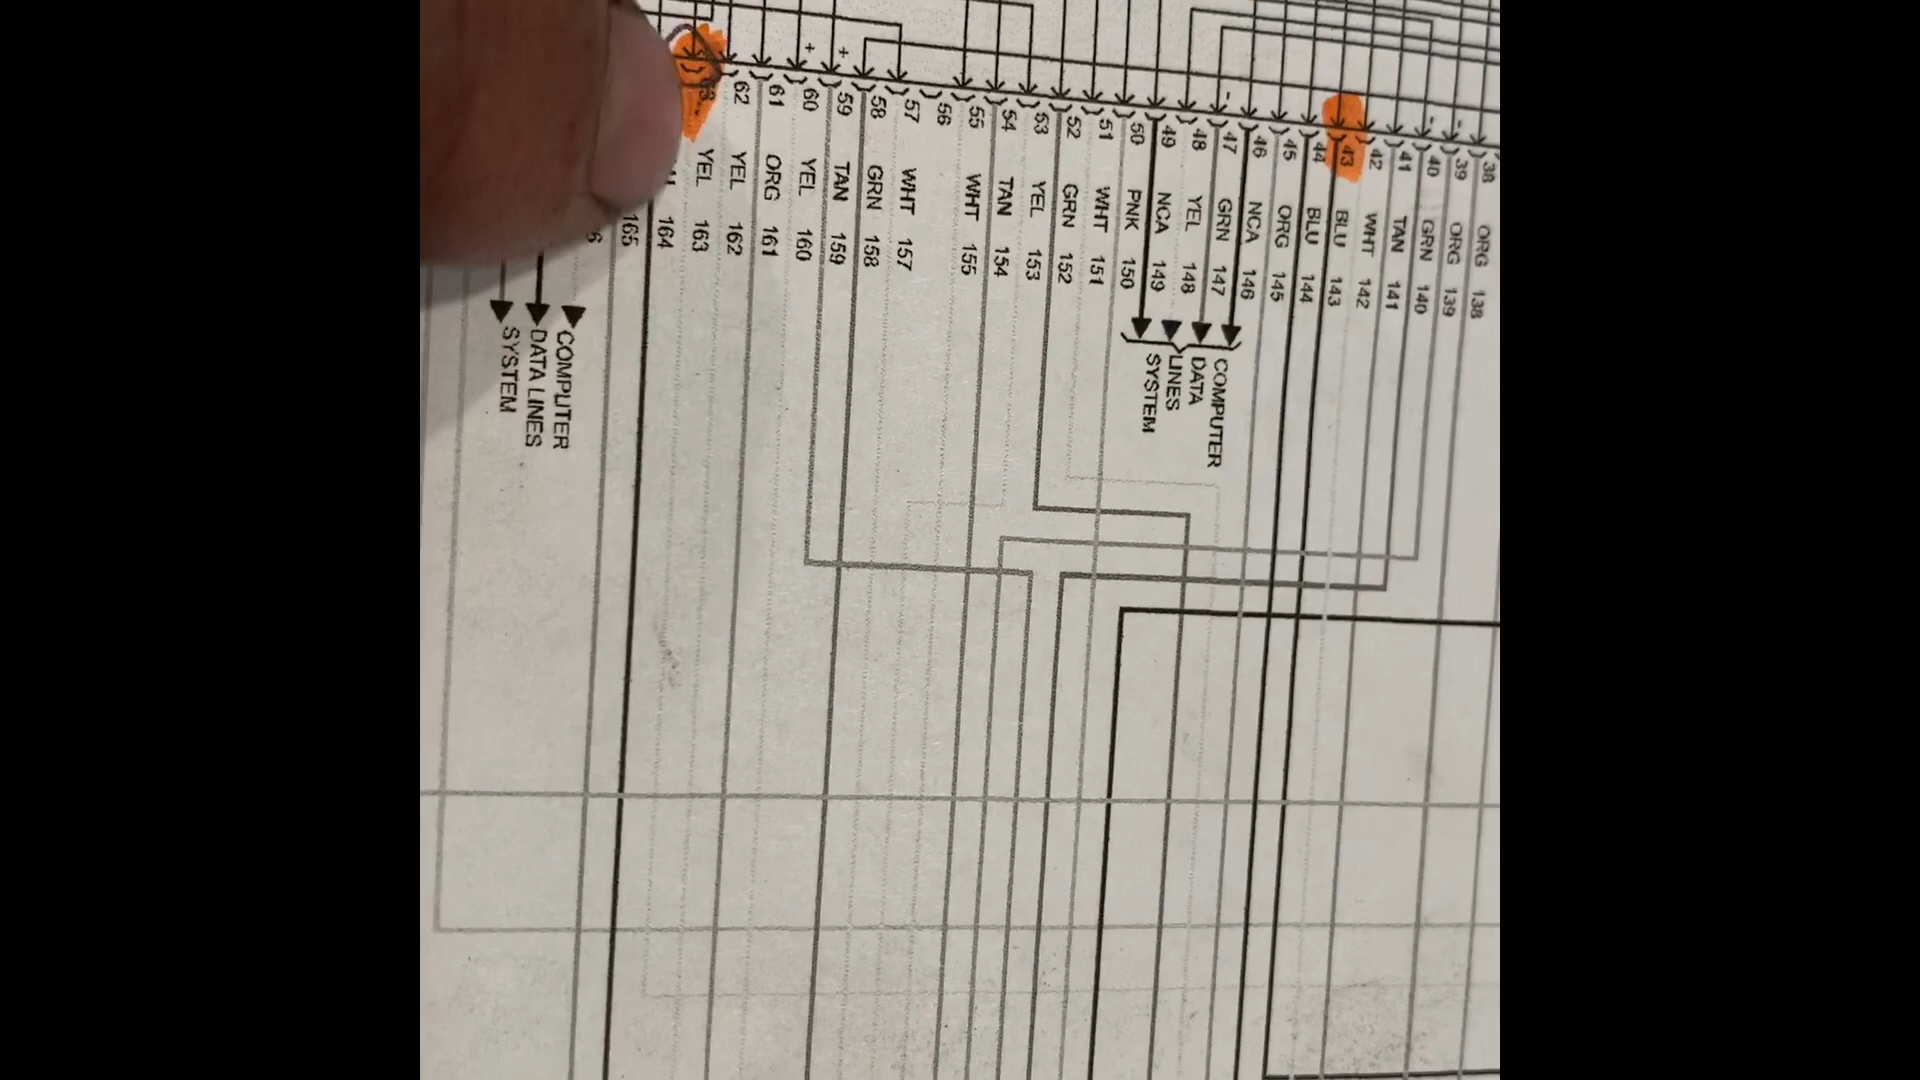 38 ORG 138
- 39 ORG 139
- 40 GRN 140
41 TAN 141
42 WHT 142
43 BLU 143
44 BLU 144
45 ORG 145
46 NCA 146
- 47 GRN 147
48 YEL 148
49 NCA 149
50 PNK 150
COMPUTER
DATA
LINES
SYSTEM
51 WHT 151
52 GRN 152
53 YEL 153
54 TAN 154
55 WHT 155
56
57 WHT 157
58 GRN 158
+ 59 TAN 159
+ 60 YEL 160
61 ORG 161
62 YEL 162
63 YEL 163
164
165
COMPUTER
DATA LINES
SYSTEM